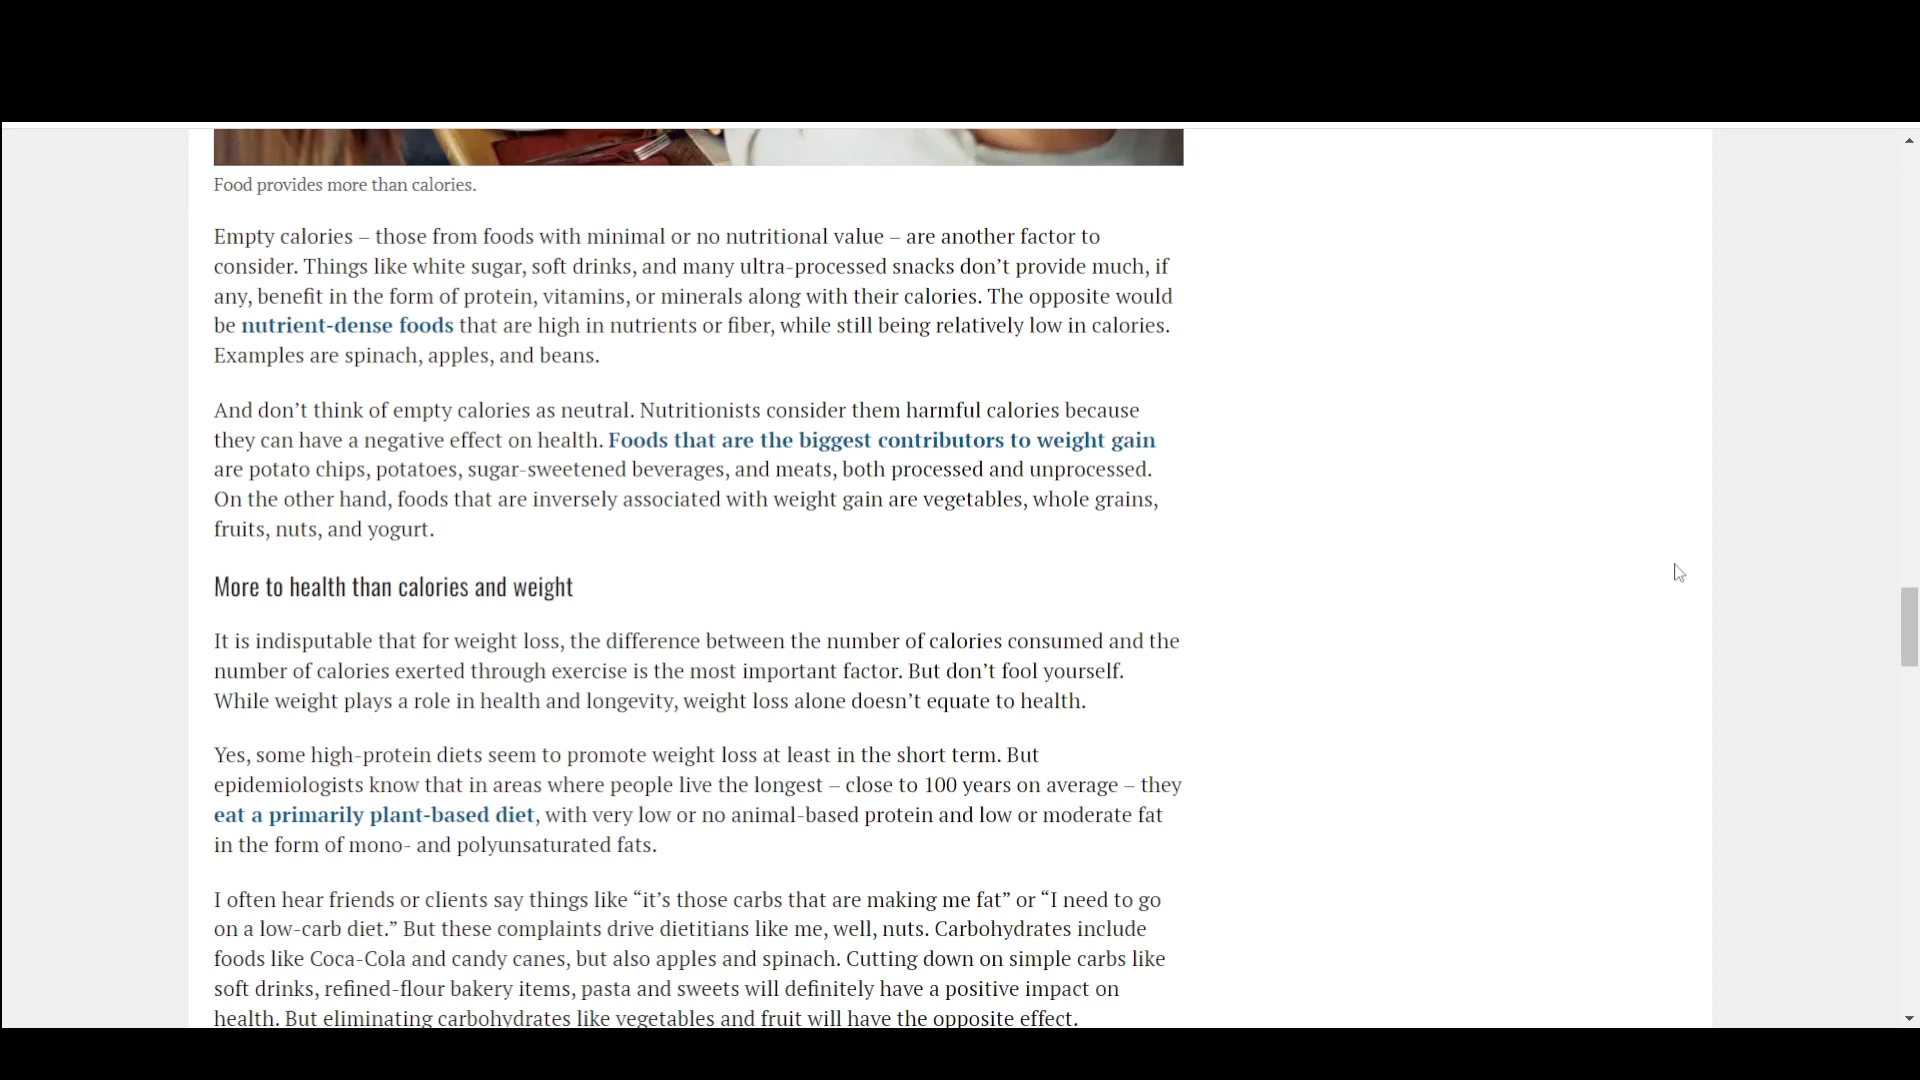 Food provides more than calories.
Empty calories – those from foods with minimal or no nutritional value – are another factor to
consider. Things like white sugar, soft drinks, and many ultra-processed snacks don’t provide much, if
any, benefit in the form of protein, vitamins, or minerals along with their calories. The opposite would
be nutrient-dense foods that are high in nutrients or fiber, while still being relatively low in calories.
Examples are spinach, apples, and beans.
And don’t think of empty calories as neutral. Nutritionists consider them harmful calories because
they can have a negative effect on health. Foods that are the biggest contributors to weight gain
are potato chips, potatoes, sugar-sweetened beverages, and meats, both processed and unprocessed.
On the other hand, foods that are inversely associated with weight gain are vegetables, whole grains,
fruits, nuts, and yogurt.
More to health than calories and weight
It is indisputable that for weight loss, the difference between the number of calories consumed and the
number of calories exerted through exercise is the most important factor. But don’t fool yourself.
While weight plays a role in health and longevity, weight loss alone doesn’t equate to health.
Yes, some high-protein diets seem to promote weight loss at least in the short term. But
epidemiologists know that in areas where people live the longest – close to 100 years on average – they
eat a primarily plant-based diet, with very low or no animal-based protein and low or moderate fat
in the form of mono- and polyunsaturated fats.
I often hear friends or clients say things like “it’s those carbs that are making me fat” or “I need to go
on a low-carb diet.” But these complaints drive dietitians like me, well, nuts. Carbohydrates include
foods like Coca-Cola and candy canes, but also apples and spinach. Cutting down on simple carbs like
soft drinks, refined-flour bakery items, pasta and sweets will definitely have a positive impact on
health. But eliminating carbohydrates like vegetables and fruit will have the opposite effect.